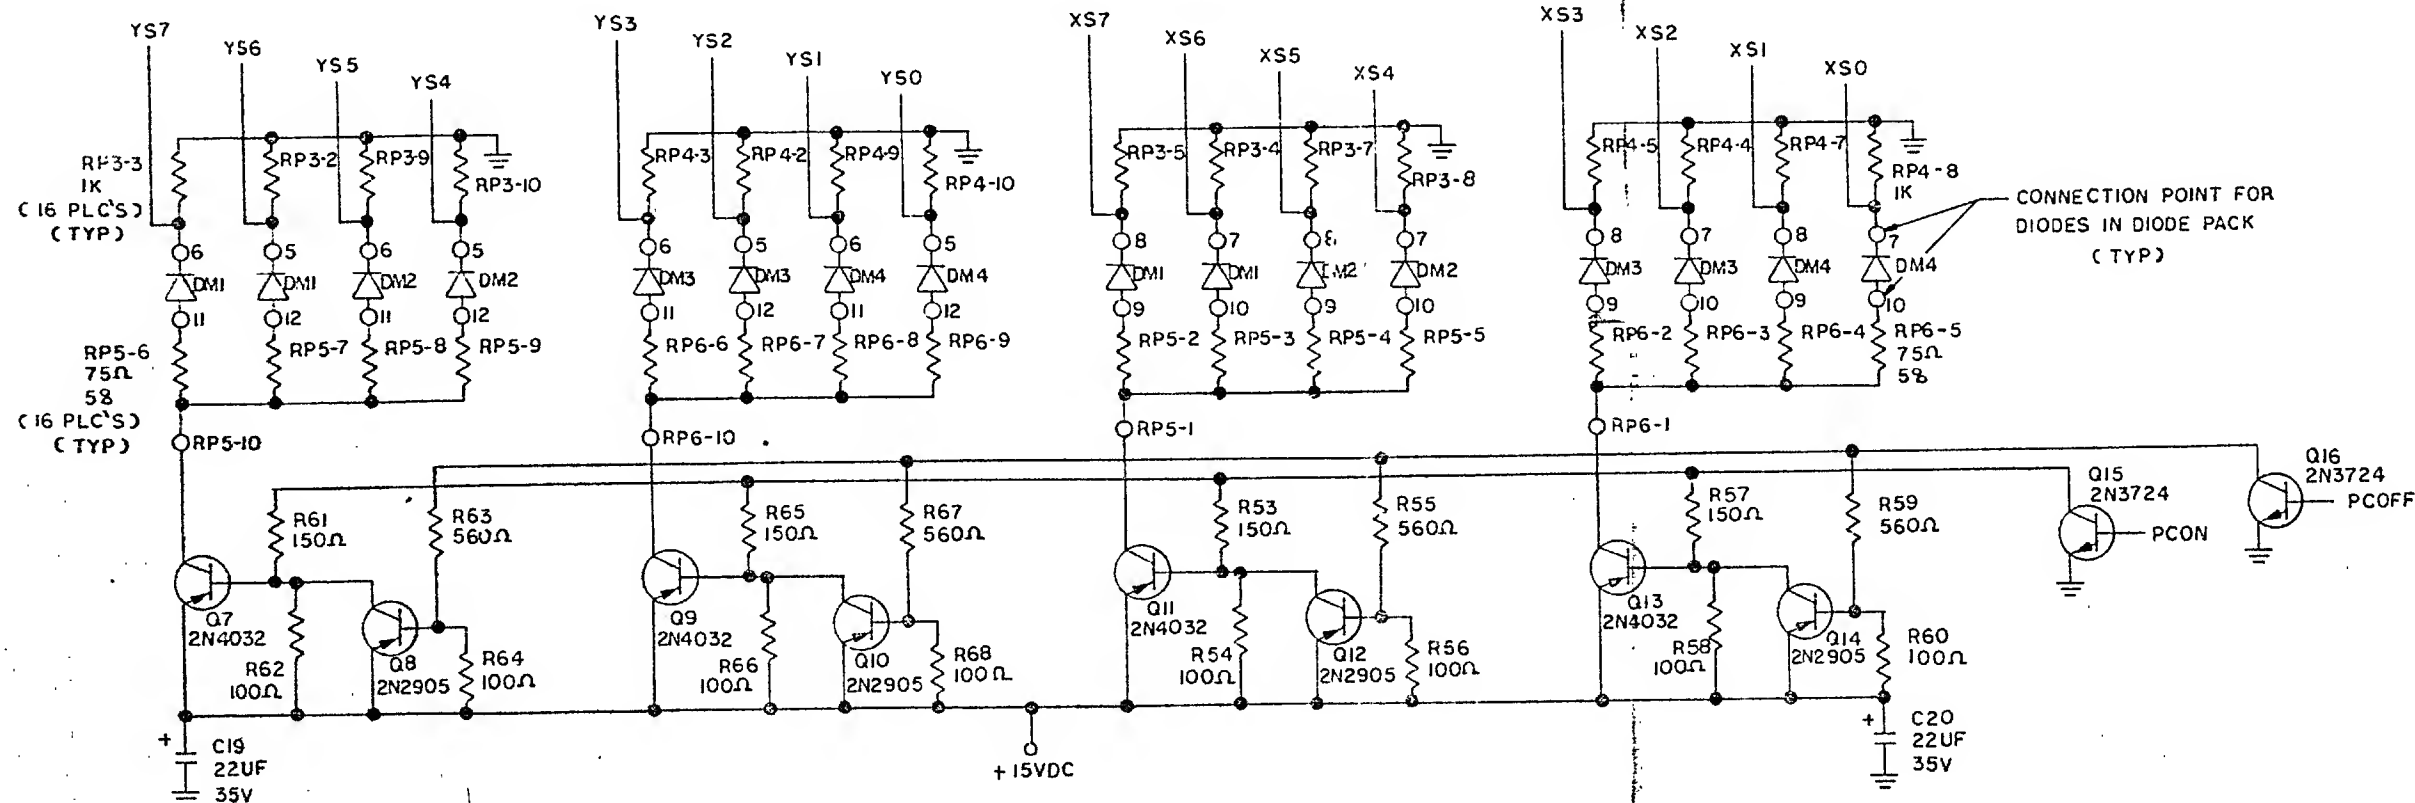 YS7
YS6
YS5
YS4
YS3
YS2
YS1
YS0
XS7
XS6
XS5
XS4
XS3
XS2
XS1
XS0
RP3-3
1K
(16 PLC'S)
(TYP)
RP3-2
RP3-9
RP3-10
RP4-3
RP4-2
RP4-9
RP4-10
RP3-5
RP3-4
RP3-7
RP3-8
RP4-5
RP4-4
RP4-7
RP4-8
1K
CONNECTION POINT FOR
DIODES IN DIODE PACK
(TYP)
6
5
6
5
6
5
6
5
8
7
8
7
8
7
8
7
DM1
DM1
DM2
DM2
DM3
DM3
DM4
DM4
DM1
DM1
DM2
DM2
DM3
DM3
DM4
DM4
11
12
11
12
11
12
11
12
9
10
9
10
9
10
9
10
RP5-6
75Ω
5%
(16 PLC'S)
(TYP)
RP5-7
RP5-8
RP5-9
RP6-6
RP6-7
RP6-8
RP6-9
RP5-2
RP5-3
RP5-4
RP5-5
RP6-2
RP6-3
RP6-4
RP6-5
75Ω
5%
RP5-10
RP6-10
RP5-1
RP6-1
R61
150Ω
R63
560Ω
R65
150Ω
R67
560Ω
R53
150Ω
R55
560Ω
R57
150Ω
R59
560Ω
Q15
2N3724
PCON
Q16
2N3724
PCOFF
Q7
2N4032
R62
100Ω
Q8
2N2905
R64
100Ω
Q9
2N4032
R66
100Ω
Q10
2N2905
R68
100Ω
Q11
2N4032
R54
100Ω
Q12
2N2905
R56
100Ω
Q13
2N4032
R58
100Ω
Q14
2N2905
R60
100Ω
+
C19
22UF
35V
+15VDC
+
C20
22UF
35V